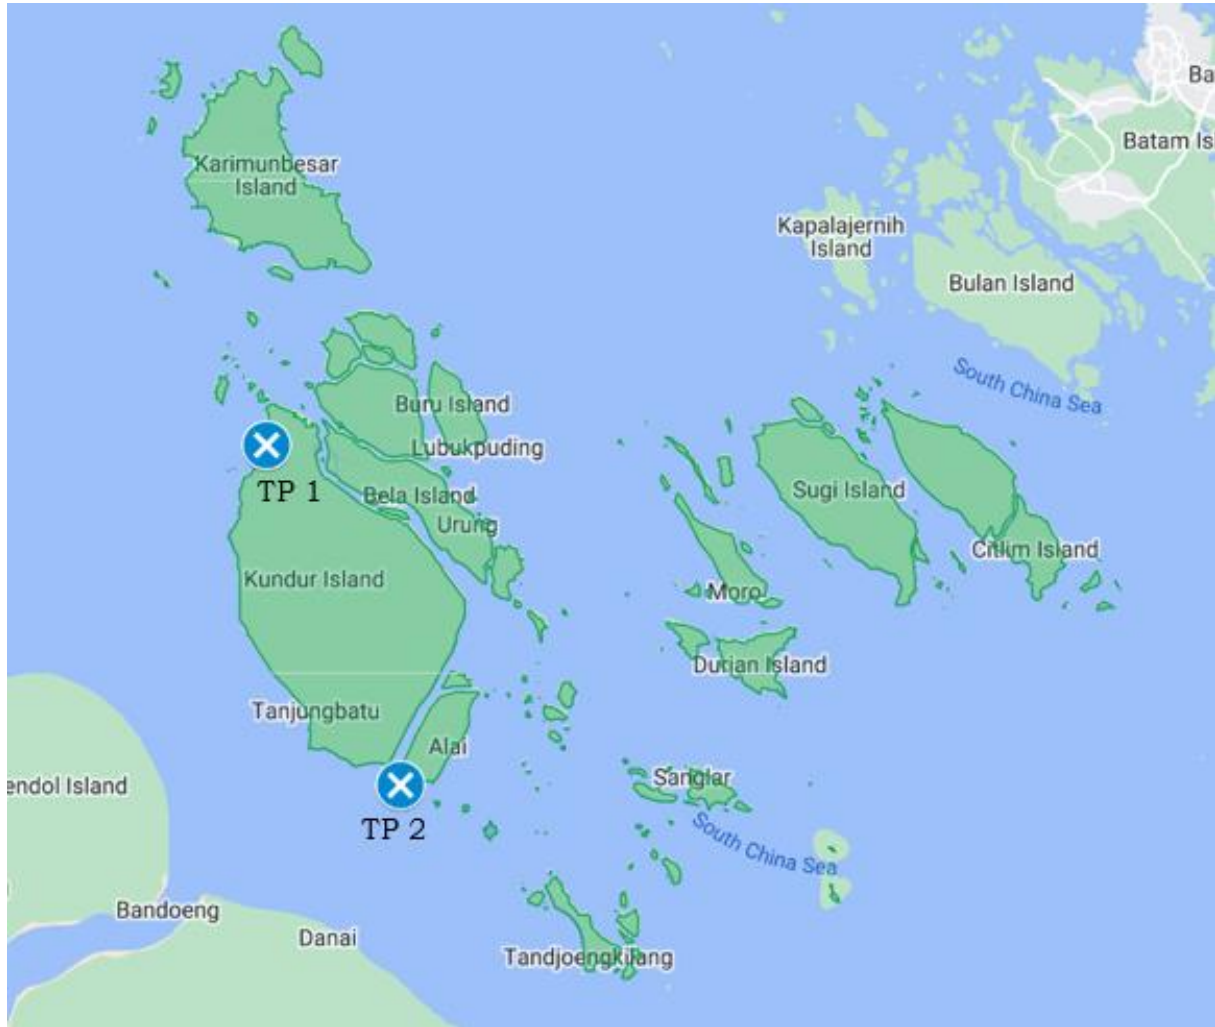 Ba
Batam Is
Karimunbesar
Island
Kapalajernih
Island
Bulan Island
South China Sea
Buru Island
Lubukpuding
TP 1
Bela Island
Urung
Sugi Island
Citlim Island
Kundur Island
Moro
Durian Island
Tanjungbatu
Alai
endol Island
Sanglar
TP 2
South China Sea
Bandoeng
Danai
Tandjoengkilang